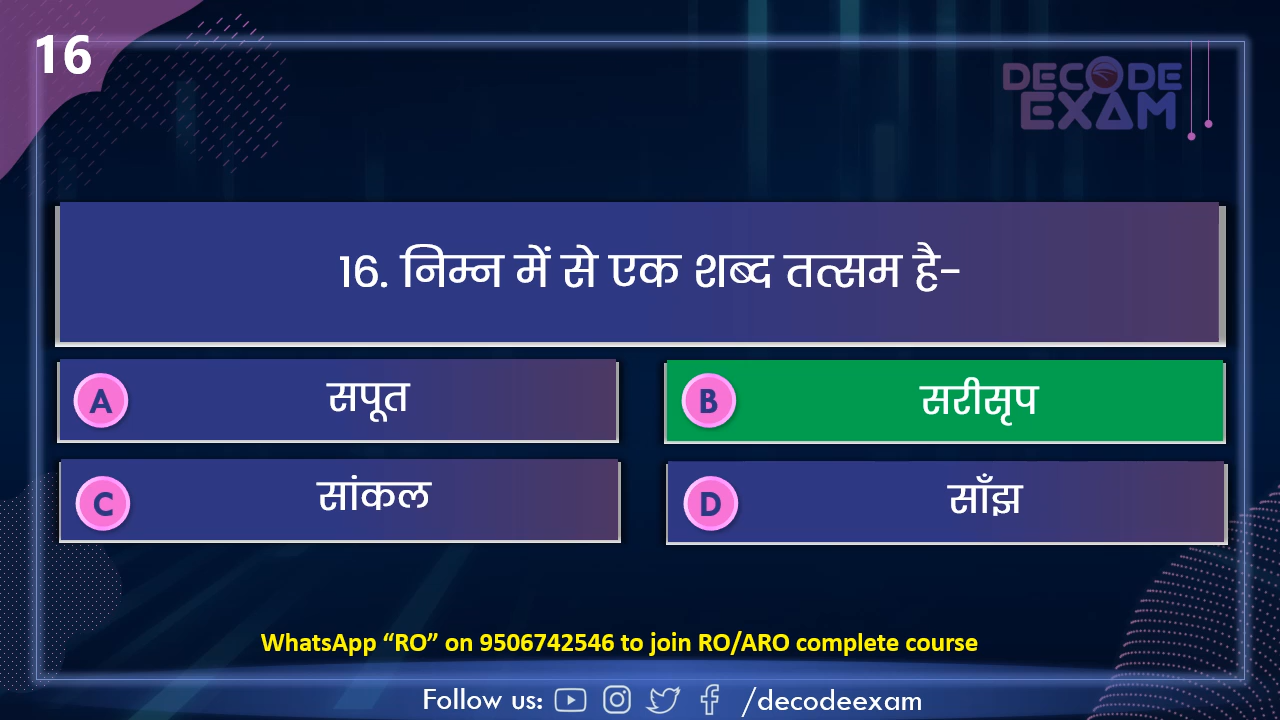 16
DECODE
EXAM
16. निम्न में से एक शब्द तत्सम है-
A सपूत
B सरीसृप
C सांकल
D साँझ
WhatsApp “RO” on 9506742546 to join RO/ARO complete course
Follow us: /decodeexam